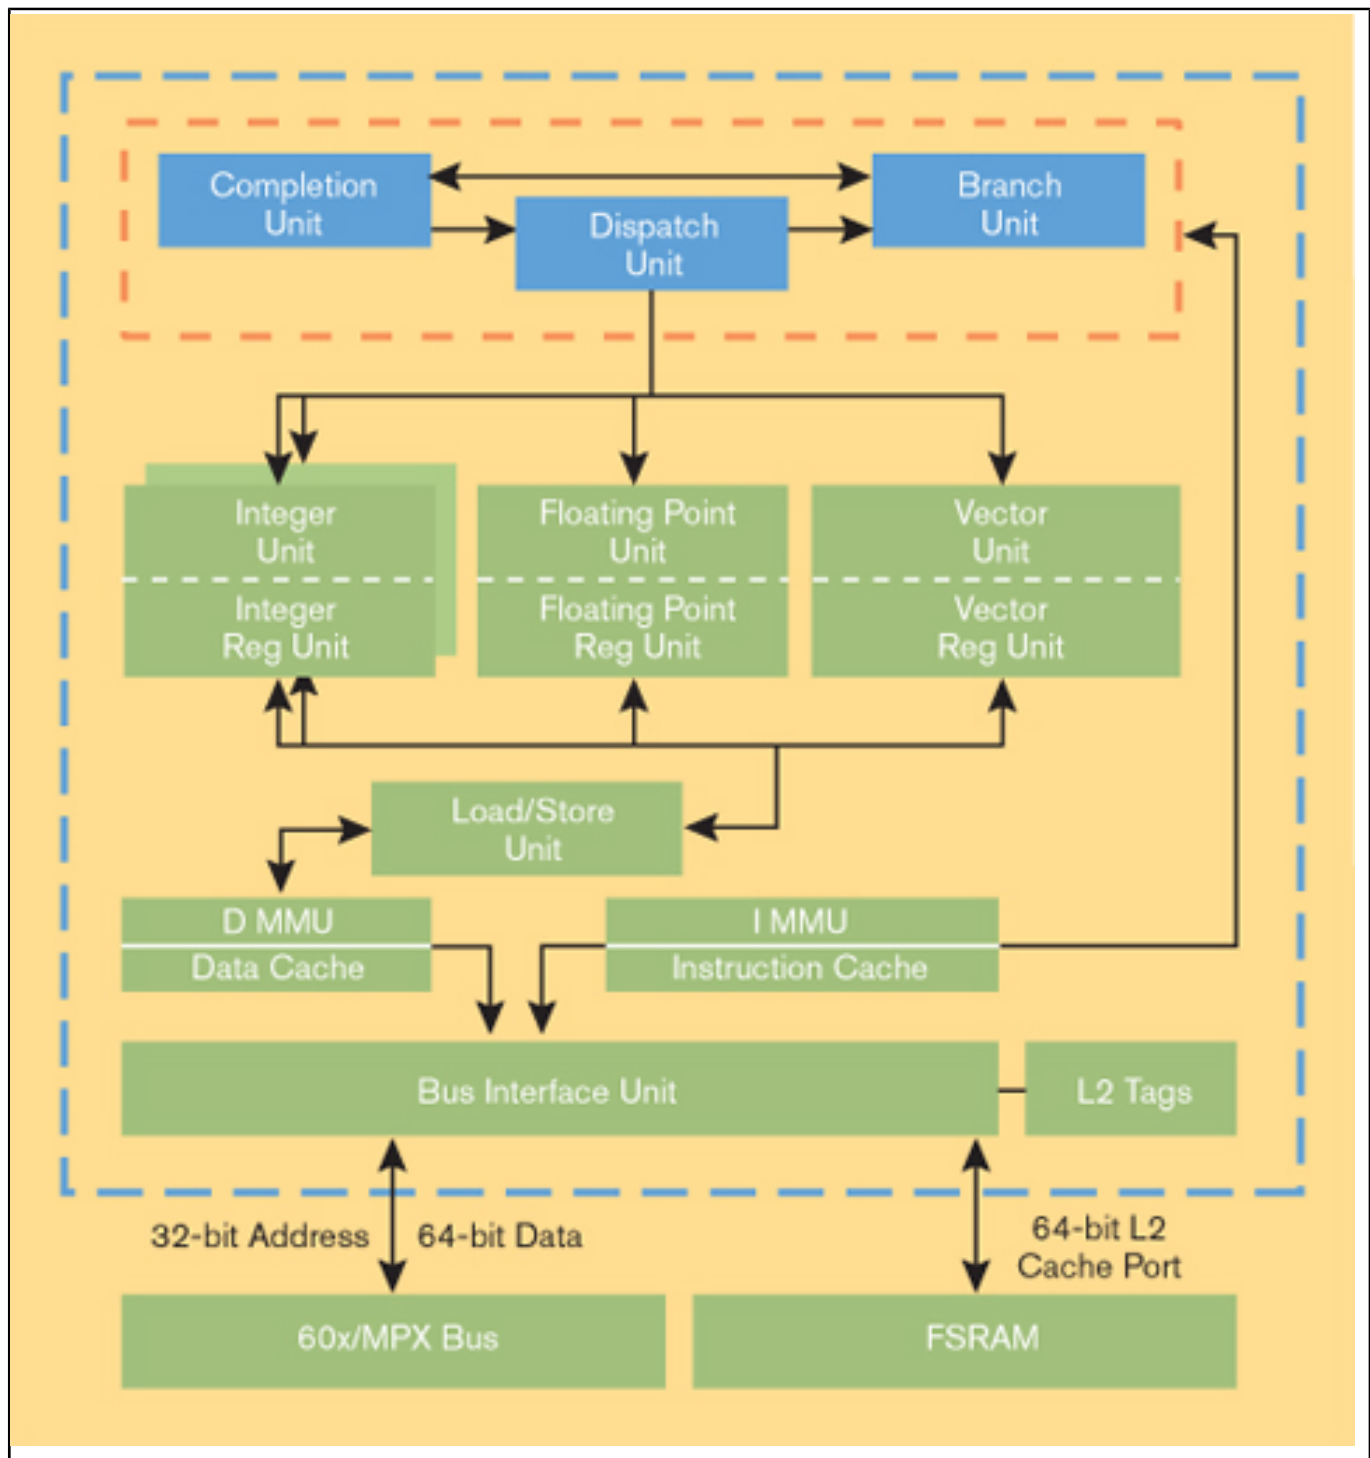 Completion
Unit
Dispatch
Unit
Branch
Unit
Integer
Unit
Integer
Reg Unit
Floating Point
Unit
Floating Point
Reg Unit
Vector
Unit
Vector
Reg Unit
Load/Store
Unit
D MMU
Data Cache
I MMU
Instruction Cache
Bus Interface Unit
L2 Tags
32-bit Address
64-bit Data
64-bit L2
Cache Port
60x/MPX Bus
FSRAM